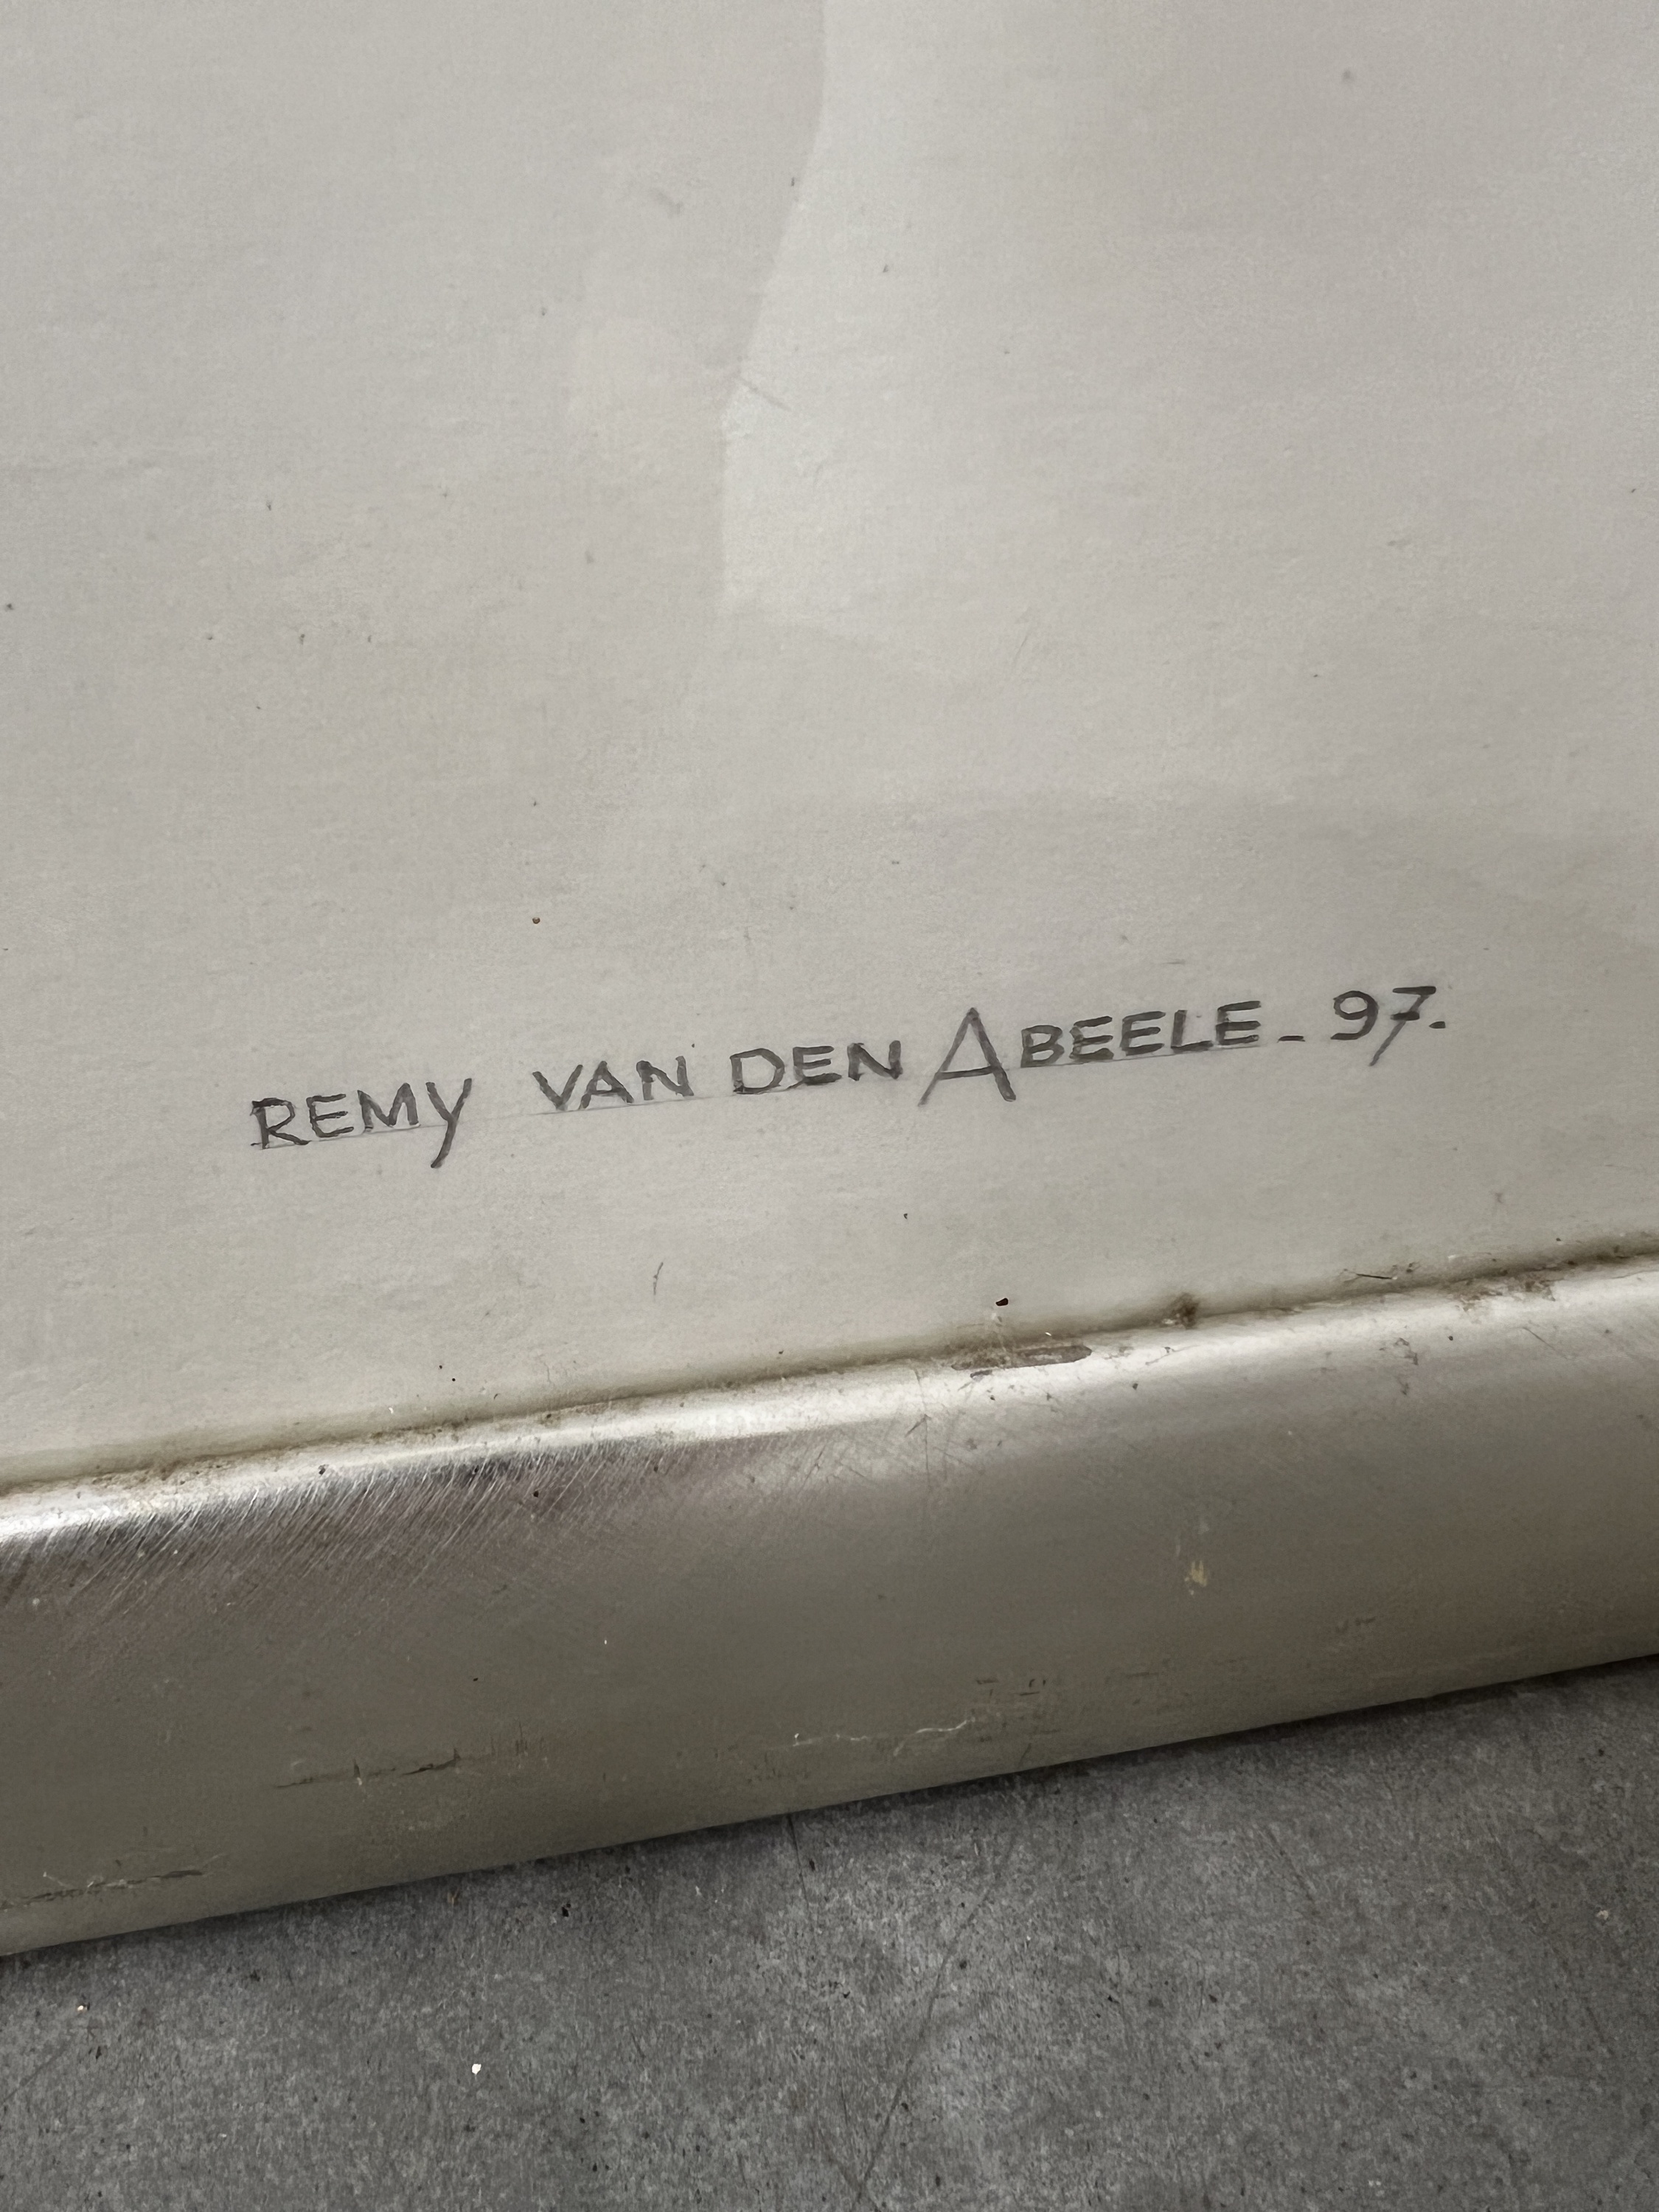 REMY VAN DEN ABEELE_97.